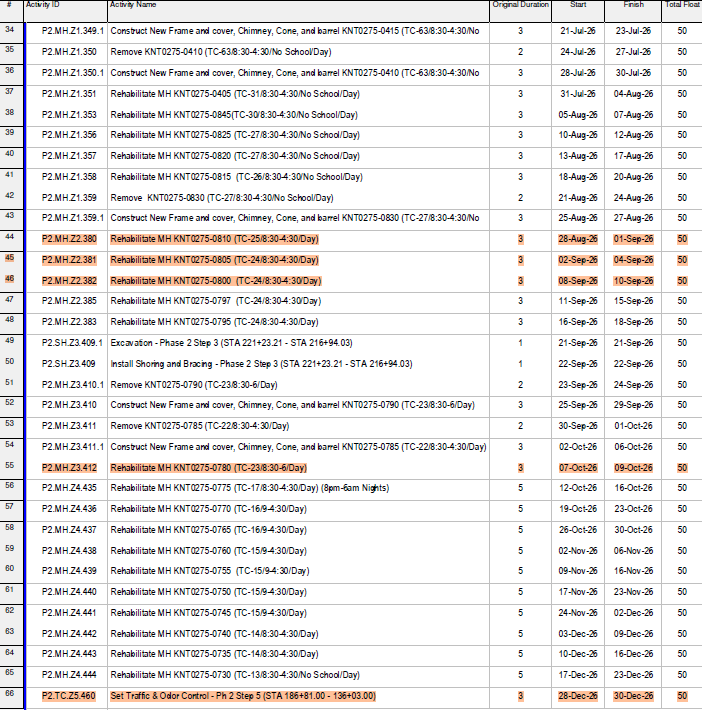 # Activity ID Activity Name Original Duration Start Finish Total Float
34 P2.MH.Z1.349.1 Construct New Frame and cover, Chimney, Cone, and barrel KNT0275-0415 (TC-63/8:30-4:30/No 3 21-Jul-26 23-Jul-26 50
35 P2.MH.Z1.350 Remove KNT0275-0410 (TC-63/8:30-4:30/No School/Day) 2 24-Jul-26 27-Jul-26 50
36 P2.MH.Z1.350.1 Construct New Frame and cover, Chimney, Cone, and barrel KNT0275-0410 (TC-63/8:30-4:30/No 3 28-Jul-26 30-Jul-26 50
37 P2.MH.Z1.351 Rehabilitate MH KNT0275-0405 (TC-31/8:30-4:30/No School/Day) 3 31-Jul-26 04-Aug-26 50
38 P2.MH.Z1.353 Rehabilitate MH KNT0275-0845(TC-30/8:30-4:30/No School/Day) 3 05-Aug-26 07-Aug-26 50
39 P2.MH.Z1.356 Rehabilitate MH KNT0275-0825 (TC-27/8:30-4:30/No School/Day) 3 10-Aug-26 12-Aug-26 50
40 P2.MH.Z1.357 Rehabilitate MH KNT0275-0820 (TC-27/8:30-4:30/No School/Day) 3 13-Aug-26 17-Aug-26 50
41 P2.MH.Z1.358 Rehabilitate MH KNT0275-0815 (TC-26/8:30-4:30/No School/Day) 3 18-Aug-26 20-Aug-26 50
42 P2.MH.Z1.359 Remove KNT0275-0830 (TC-27/8:30-4:30/No School/Day) 2 21-Aug-26 24-Aug-26 50
43 P2.MH.Z1.359.1 Construct New Frame and cover, Chimney, Cone, and barrel KNT0275-0830 (TC-27/8:30-4:30/No 3 25-Aug-26 27-Aug-26 50
44 P2.MH.Z2.380 Rehabilitate MH KNT0275-0810 (TC-25/8:30-4:30/Day) 3 28-Aug-26 01-Sep-26 50
45 P2.MH.Z2.381 Rehabilitate MH KNT0275-0805 (TC-24/8:30-4:30/Day) 3 02-Sep-26 04-Sep-26 50
46 P2.MH.Z2.382 Rehabilitate MH KNT0275-0800 (TC-24/8:30-4:30/Day) 3 08-Sep-26 10-Sep-26 50
47 P2.MH.Z2.385 Rehabilitate MH KNT0275-0797 (TC-24/8:30-4:30/Day) 3 11-Sep-26 15-Sep-26 50
48 P2.MH.Z2.383 Rehabilitate MH KNT0275-0795 (TC-24/8:30-4:30/Day) 3 16-Sep-26 18-Sep-26 50
49 P2.SH.Z3.409.1 Excavation - Phase 2 Step 3 (STA 221+23.21 - STA 216+94.03) 1 21-Sep-26 21-Sep-26 50
50 P2.SH.Z3.409 Install Shoring and Bracing - Phase 2 Step 3 (STA 221+23.21 - STA 216+94.03) 1 22-Sep-26 22-Sep-26 50
51 P2.MH.Z3.410.1 Remove KNT0275-0790 (TC-23/8:30-6/Day) 2 23-Sep-26 24-Sep-26 50
52 P2.MH.Z3.410 Construct New Frame and cover, Chimney, Cone, and barrel KNT0275-0790 (TC-23/8:30-6/Day) 3 25-Sep-26 29-Sep-26 50
53 P2.MH.Z3.411 Remove KNT0275-0785 (TC-22/8:30-4:30/Day) 2 30-Sep-26 01-Oct-26 50
54 P2.MH.Z3.411.1 Construct New Frame and cover, Chimney, Cone, and barrel KNT0275-0785 (TC-22/8:30-4:30/Day) 3 02-Oct-26 06-Oct-26 50
55 P2.MH.Z3.412 Rehabilitate MH KNT0275-0780 (TC-23/8:30-6/Day) 3 07-Oct-26 09-Oct-26 50
56 P2.MH.Z4.435 Rehabilitate MH KNT0275-0775 (TC-17/8:30-4:30/Day) (8pm-6am Nights) 5 12-Oct-26 16-Oct-26 50
57 P2.MH.Z4.436 Rehabilitate MH KNT0275-0770 (TC-16/9-4:30/Day) 5 19-Oct-26 23-Oct-26 50
58 P2.MH.Z4.437 Rehabilitate MH KNT0275-0765 (TC-16/9-4:30/Day) 5 26-Oct-26 30-Oct-26 50
59 P2.MH.Z4.438 Rehabilitate MH KNT0275-0760 (TC-15/9-4:30/Day) 5 02-Nov-26 06-Nov-26 50
60 P2.MH.Z4.439 Rehabilitate MH KNT0275-0755 (TC-15/9-4:30/Day) 5 09-Nov-26 16-Nov-26 50
61 P2.MH.Z4.440 Rehabilitate MH KNT0275-0750 (TC-15/9-4:30/Day) 5 17-Nov-26 23-Nov-26 50
62 P2.MH.Z4.441 Rehabilitate MH KNT0275-0745 (TC-15/9-4:30/Day) 5 24-Nov-26 02-Dec-26 50
63 P2.MH.Z4.442 Rehabilitate MH KNT0275-0740 (TC-14/8:30-4:30/Day) 5 03-Dec-26 09-Dec-26 50
64 P2.MH.Z4.443 Rehabilitate MH KNT0275-0735 (TC-14/8:30-4:30/Day) 5 10-Dec-26 16-Dec-26 50
65 P2.MH.Z4.444 Rehabilitate MH KNT0275-0730 (TC-13/8:30-4:30/No School/Day) 5 17-Dec-26 23-Dec-26 50
66 P2.TC.Z5.460 Set Traffic & Odor Control - Ph 2 Step 5 (STA 186+81.00 - 136+03.00) 3 28-Dec-26 30-Dec-26 50